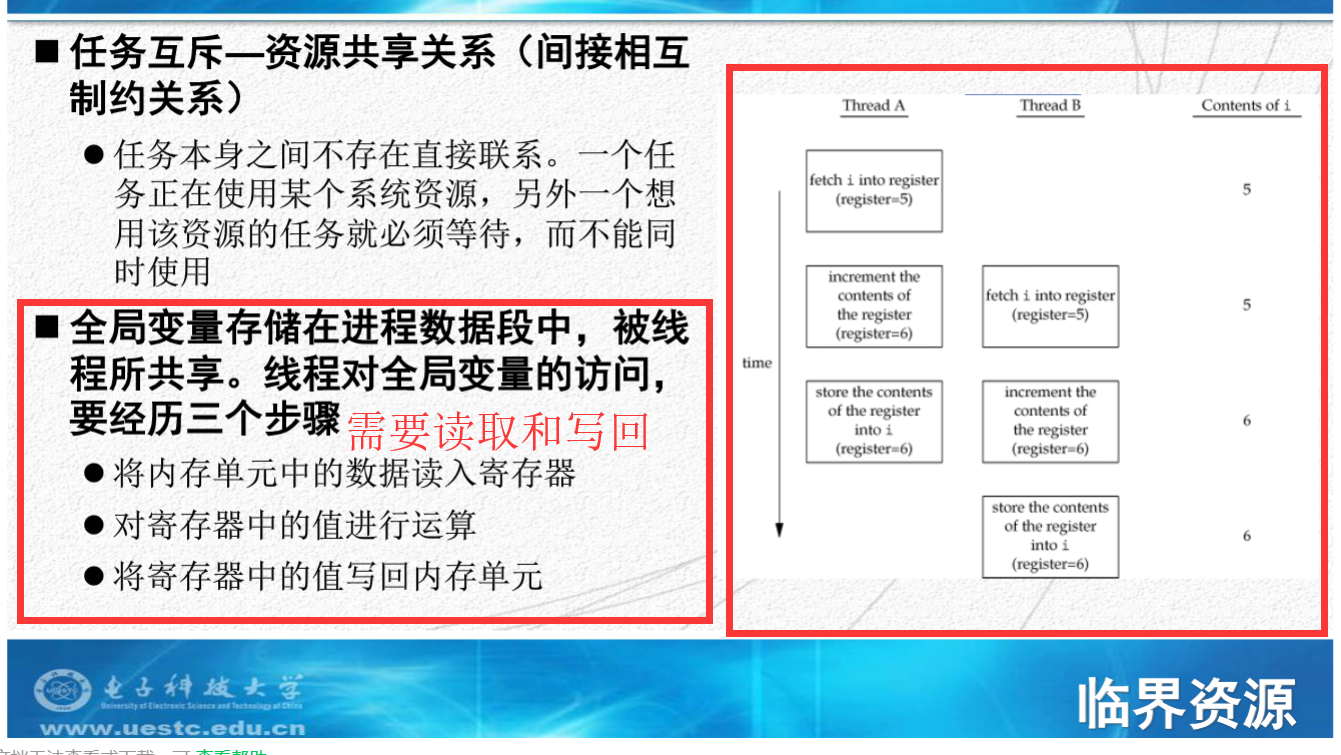 ■ 任务互斥—资源共享关系（间接相互
制约关系）
● 任务本身之间不存在直接联系。一个任
务正在使用某个系统资源，另外一个想
用该资源的任务就必须等待，而不能同
时使用
■ 全局变量存储在进程数据段中，被线
程所共享。线程对全局变量的访问，
要经历三个步骤 需要读取和写回
● 将内存单元中的数据读入寄存器
● 对寄存器中的值进行运算
● 将寄存器中的值写回内存单元
Thread A Thread B Contents of i
fetch i into register
(register=5)
5
increment the
contents of
the register
(register=6)
fetch i into register
(register=5)
5
time
store the contents
of the register
into i
(register=6)
increment the
contents of
the register
(register=6)
6
store the contents
of the register
into i
(register=6)
6
电子科技大学
University of Electronic Science and Technology of China
www.uestc.edu.cn
临界资源